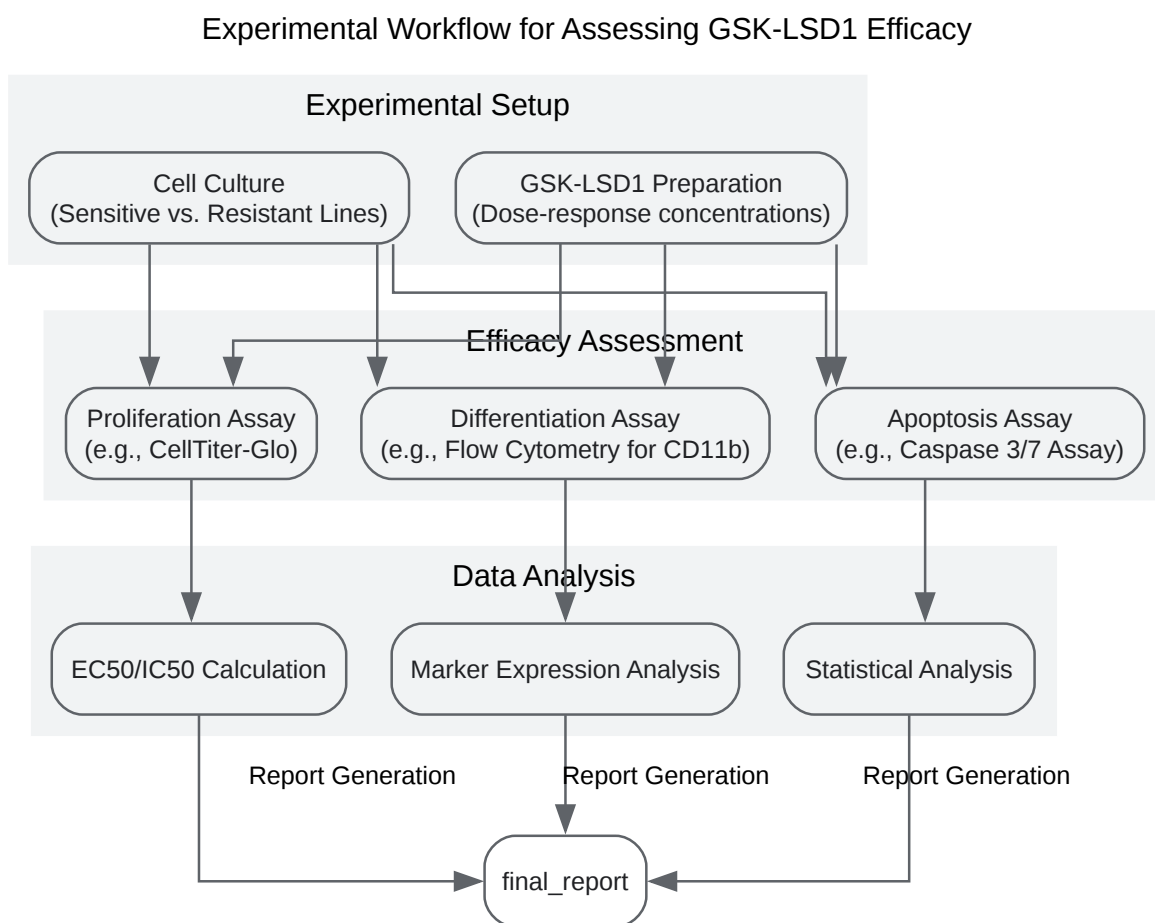 Experimental Workflow for Assessing GSK-LSD1 Efficacy
Experimental Setup
Cell Culture
(Sensitive vs. Resistant Lines)
GSK-LSD1 Preparation
(Dose-response concentrations)
Efficacy Assessment
Proliferation Assay
(e.g., CellTiter-Glo)
Differentiation Assay
(e.g., Flow Cytometry for CD11b)
Apoptosis Assay
(e.g., Caspase 3/7 Assay)
Data Analysis
EC50/IC50 Calculation
Marker Expression Analysis
Statistical Analysis
Report Generation
Report Generation
Report Generation
final_report